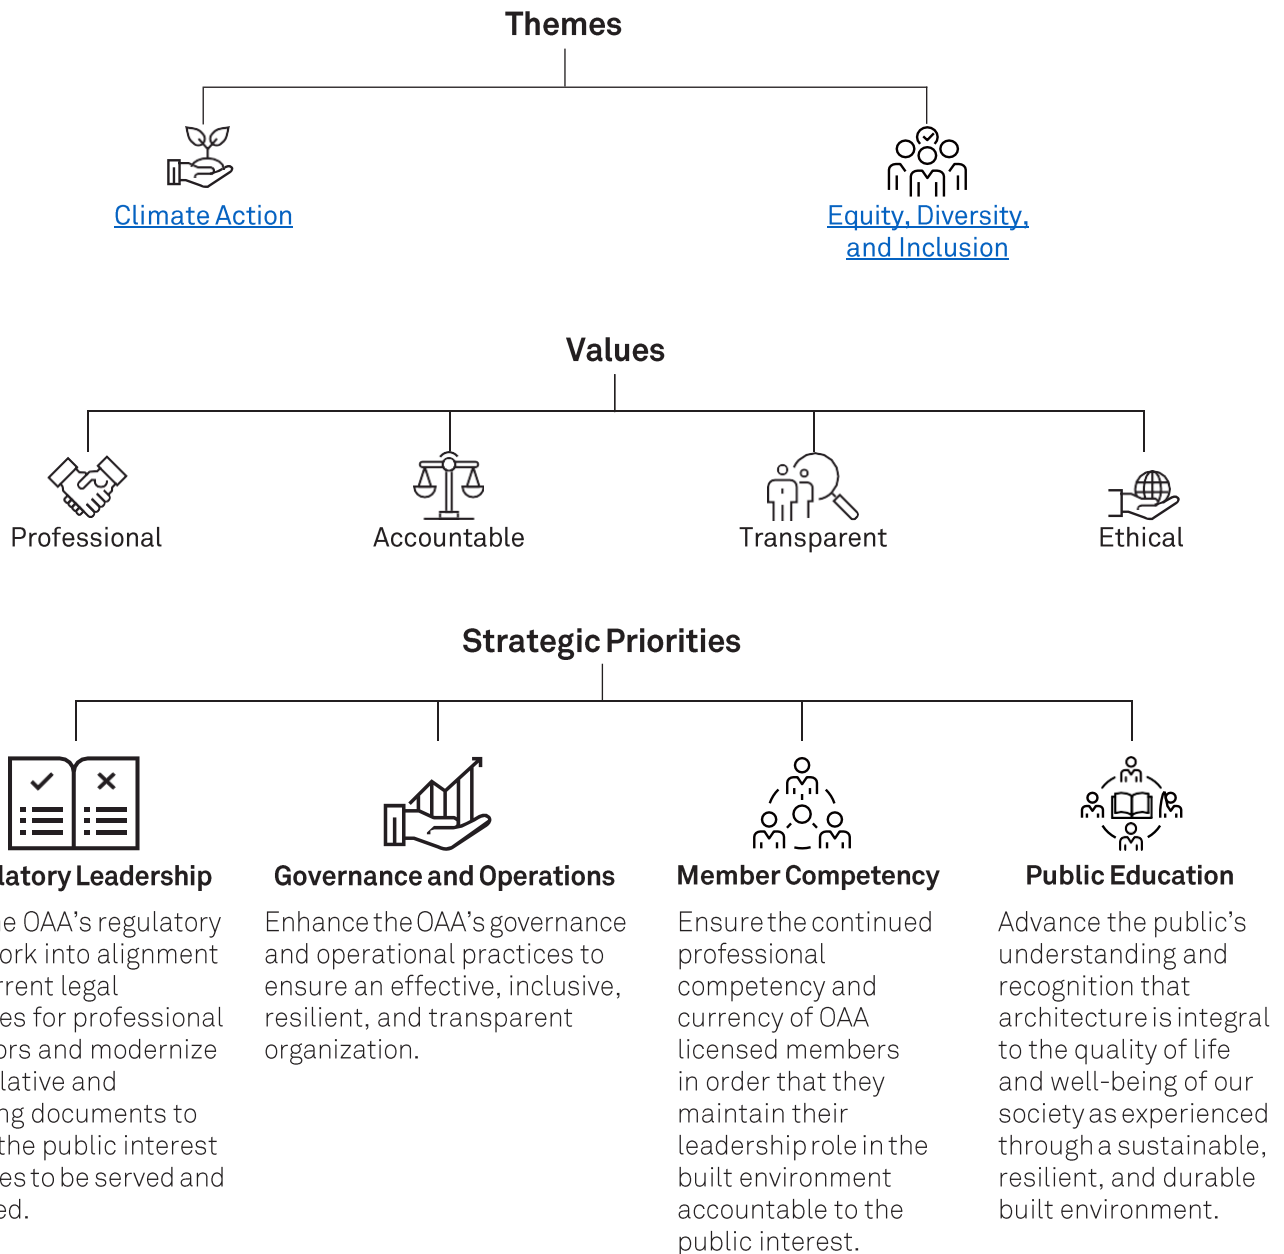 Themes
Climate Action
Equity, Diversity,
and Inclusion
Values
Professional
Accountable
Transparent
Ethical
Strategic Priorities
latory Leadership
ne OAA's regulatory
ork into alignment
rrent legal
es for professional
ors and modernize
lative and
ng documents to
the public interest
es to be served and
ed.
Governance and Operations
Enhance the OAA's governance
and operational practices to
ensure an effective, inclusive,
resilient, and transparent
organization.
Member Competency
Ensure the continued
professional
competency and
currency of OAA
licensed members
in order that they
maintain their
leadership role in the
built environment
accountable to the
public interest.
Public Education
Advance the public's
understanding and
recognition that
architecture is integral
to the quality of life
and well-being of our
society as experienced
through a sustainable,
resilient, and durable
built environment.